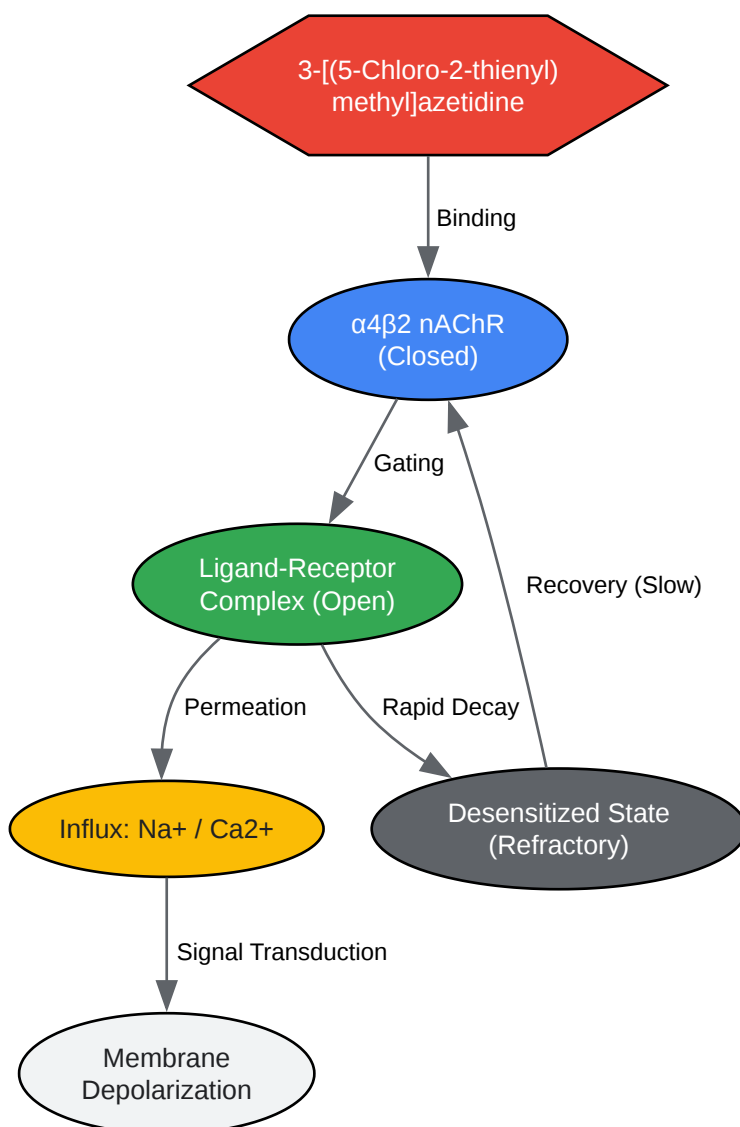 3-[(5-Chloro-2-thienyl)
methyl]azetidine
Binding
α4β2 nAChR
(Closed)
Gating
Ligand-Receptor
Complex (Open)
Recovery (Slow)
Permeation
Rapid Decay
Influx: Na+ / Ca2+
Desensitized State
(Refractory)
Signal Transduction
Membrane
Depolarization